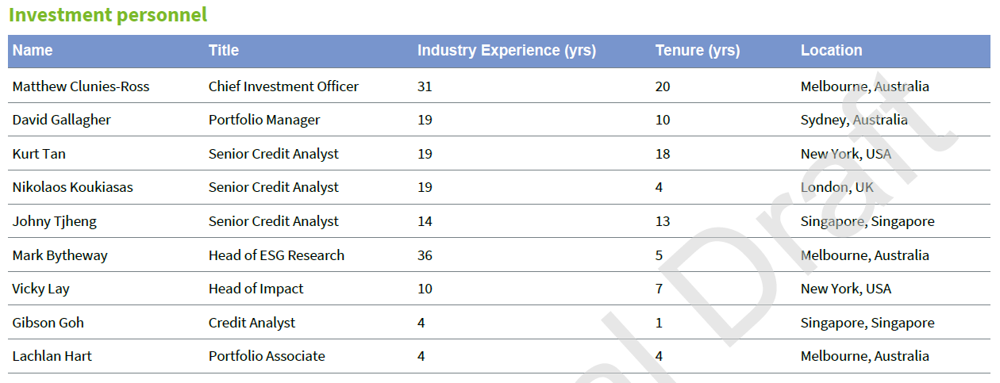 Investment personnel
Name Title Industry Experience (yrs) Tenure (yrs) Location
Matthew Clunies-Ross Chief Investment Officer 31 20 Melbourne, Australia
David Gallagher Portfolio Manager 19 10 Sydney, Australia
Kurt Tan Senior Credit Analyst 19 18 New York, USA
Nikolaos Koukiasas Senior Credit Analyst 19 4 London, UK
Johny Tjheng Senior Credit Analyst 14 13 Singapore, Singapore
Mark Bytheway Head of ESG Research 36 5 Melbourne, Australia
Vicky Lay Head of Impact 10 7 New York, USA
Gibson Goh Credit Analyst 4 1 Singapore, Singapore
Lachlan Hart Portfolio Associate 4 4 Melbourne, Australia
Draft